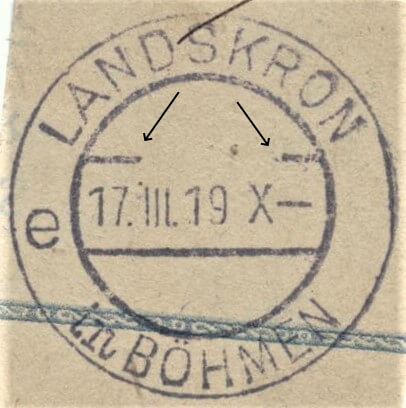 LANDSKRON
17.III.19 X—
e
in BÖHMEN